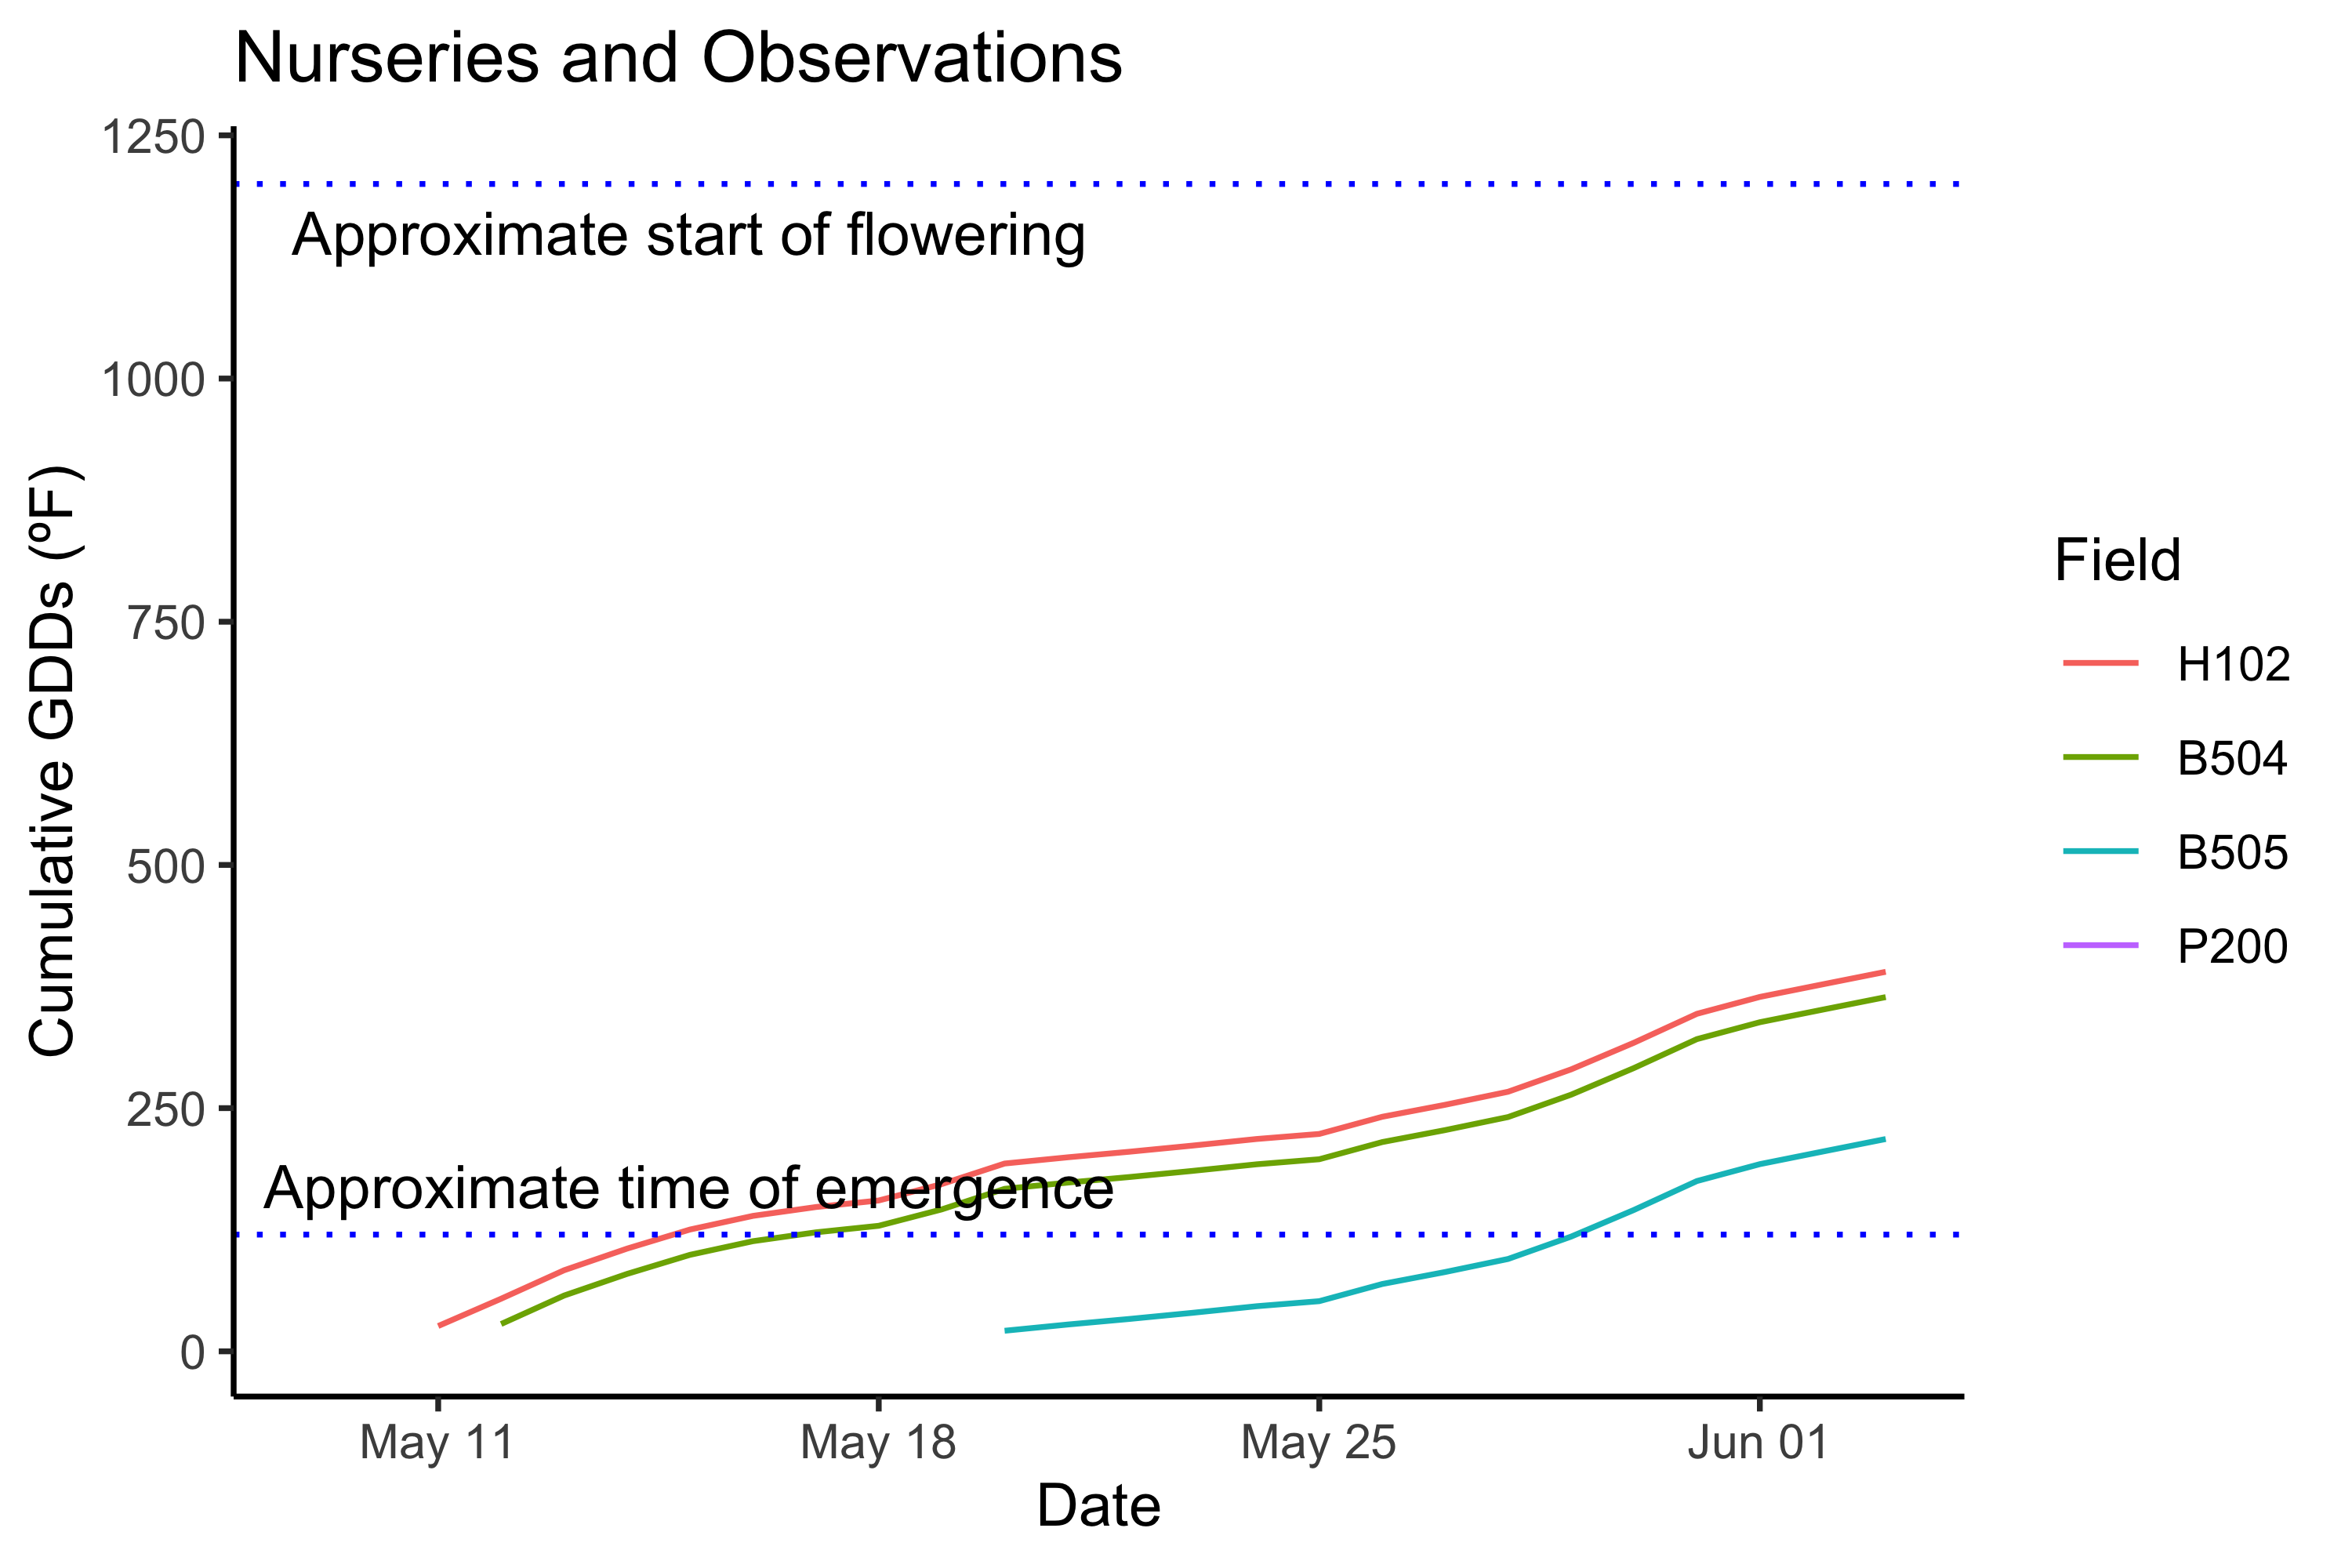 Nurseries and Observations
1250
Approximate start of flowering
1000
Cumulative GDDs (ºF)
750
500
250
Approximate time of emergence
0
May 11
May 18
May 25
Jun 01
Date
Field
H102
B504
B505
P200